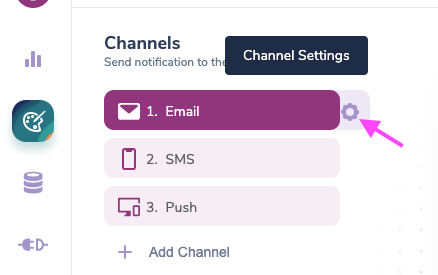 Channels
Send notification to the
Channel Settings
1. Email
2. SMS
3. Push
Add Channel